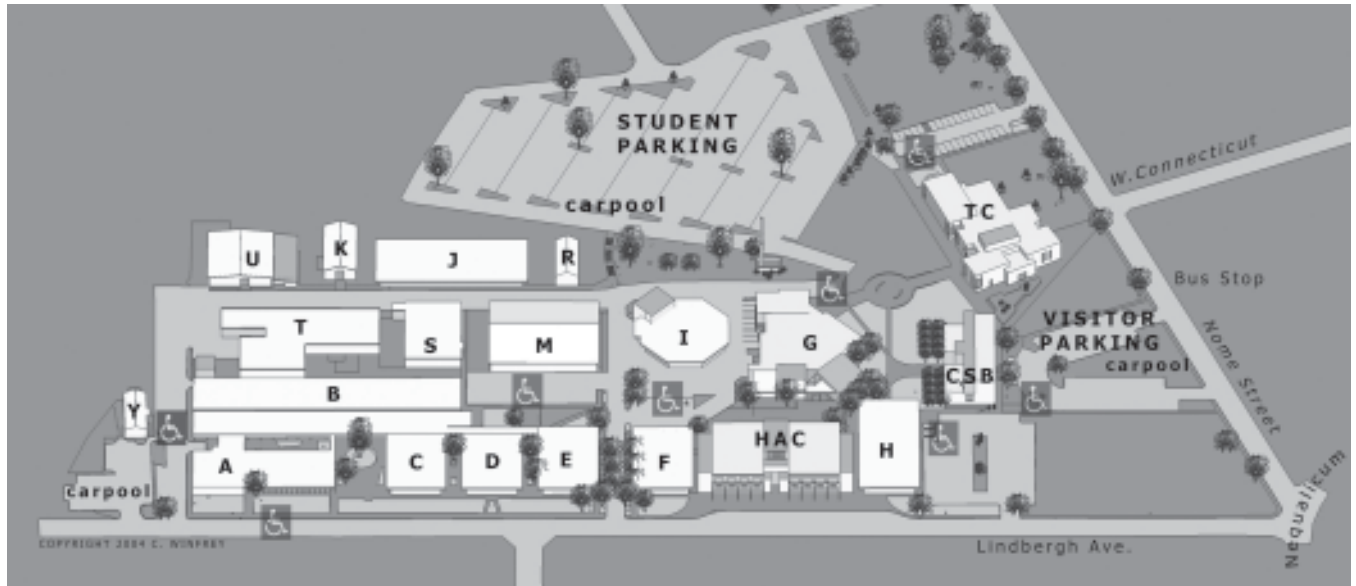 STUDENT
PARKING
carpool
W.Connecticut
TC
U
K
J
R
Bus Stop
T
S
M
I
G
VISITOR
PARKING
carpool
Nome Street
CSB
B
Y
A
C
D
E
F
HAC
H
carpool
Neequalicum
Lindbergh Ave.
COPYRIGHT 2004 C. WINFREY